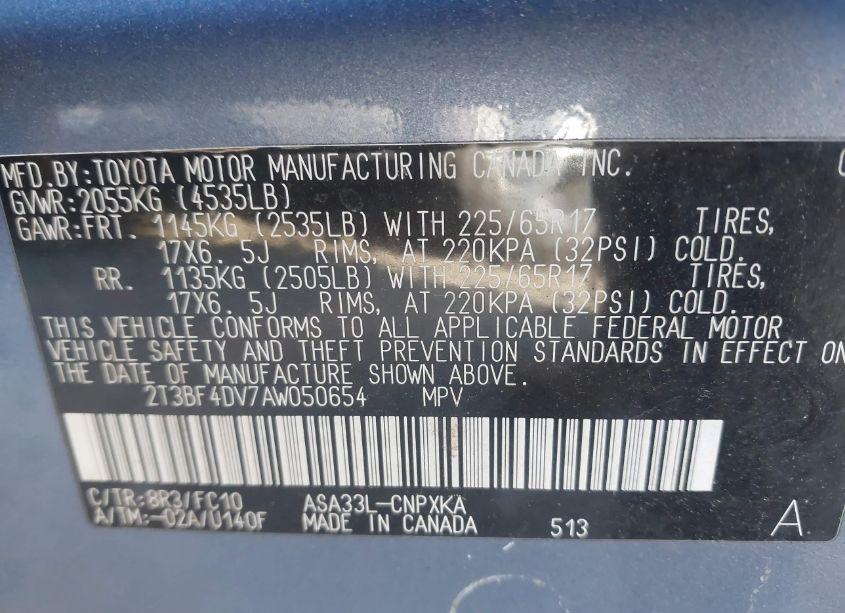 MFD.BY:TOYOTA MOTOR MANUFACTURING CANADA INC.
GVWR:2055KG (4535LB)
GAWR:FRT. 1145KG (2535LB) WITH 225/65R17 TIRES,
17X6. 5J RIMS, AT 220KPA (32PSI) COLD.
RR. 1135KG (2505LB) WITH 225/65R17 TIRES,
17X6. 5J RIMS, AT 220KPA (32PSI) COLD.
THIS VEHICLE CONFORMS TO ALL APPLICABLE FEDERAL MOTOR
VEHICLE SAFETY AND THEFT PREVENTION STANDARDS IN EFFECT ON
THE DATE OF MANUFACTURE SHOWN ABOVE.
2T3BF4DV7AW050654 MPV
C/TR:8R3/FC10 ASA33L-CNPXKA
A/TM:-02A/U140F MADE IN CANADA 513 A